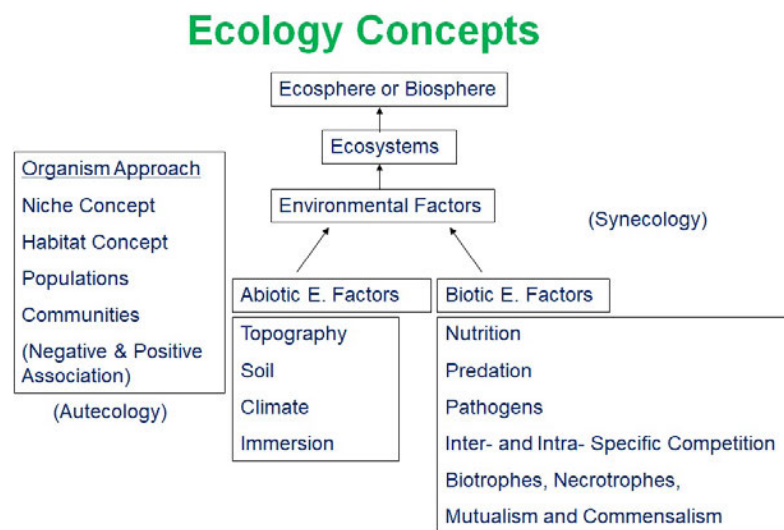 Ecology Concepts
Ecosphere or Biosphere
Ecosystems
Environmental Factors
(Synecology)
Organism Approach
Niche Concept
Habitat Concept
Populations
Communities
(Negative & Positive
Association)
(Autecology)
Abiotic E. Factors
Topography
Soil
Climate
Immersion
Biotic E. Factors
Nutrition
Predation
Pathogens
Inter- and Intra- Specific Competition
Biotrophes, Necrotrophes,
Mutualism and Commensalism